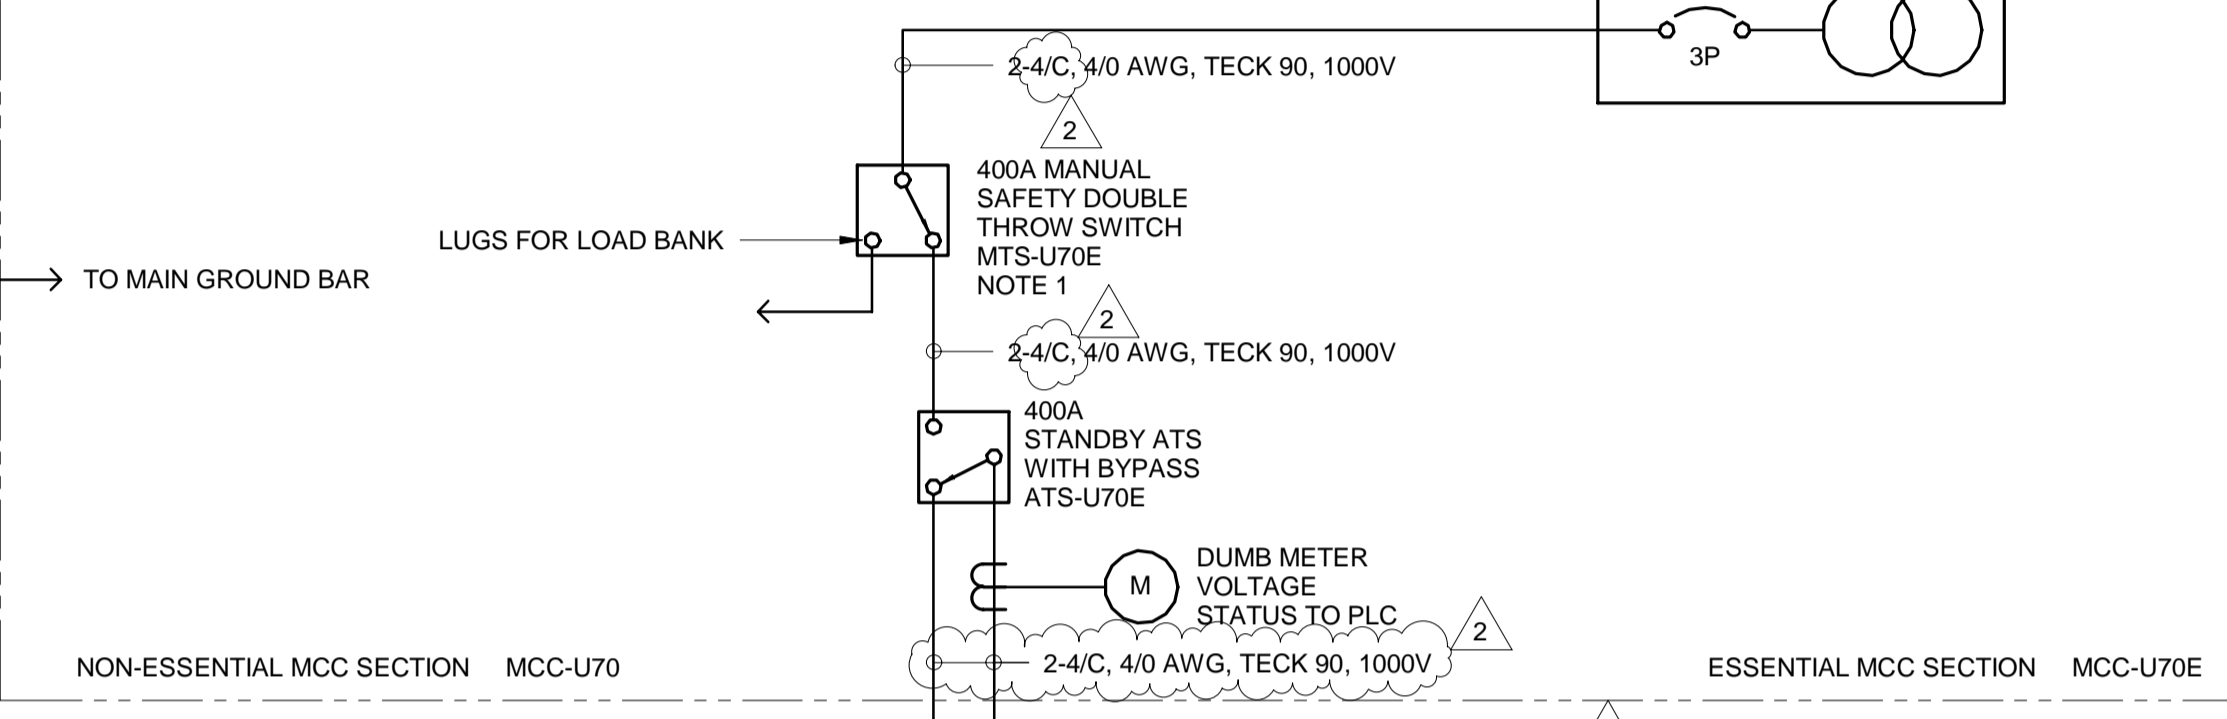 3P
2-4/C, 4/0 AWG, TECK 90, 1000V
2
400A MANUAL
SAFETY DOUBLE
THROW SWITCH
MTS-U70E
NOTE 1
LUGS FOR LOAD BANK
TO MAIN GROUND BAR
2
2-4/C, 4/0 AWG, TECK 90, 1000V
400A
STANDBY ATS
WITH BYPASS
ATS-U70E
M
DUMB METER
VOLTAGE
STATUS TO PLC
2
2-4/C, 4/0 AWG, TECK 90, 1000V
NON-ESSENTIAL MCC SECTION MCC-U70
ESSENTIAL MCC SECTION MCC-U70E